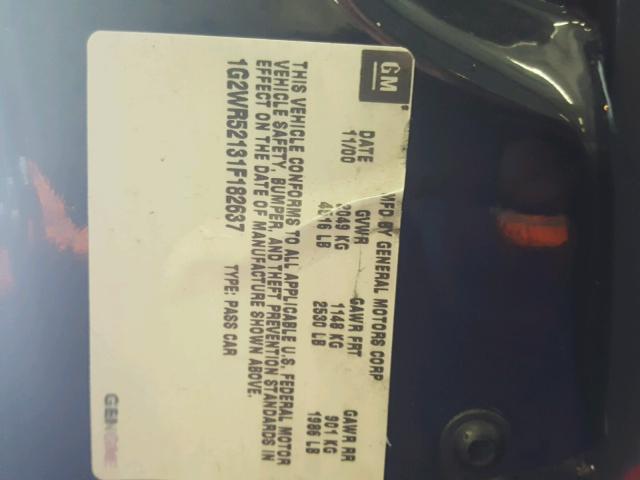 GM
MFD BY GENERAL MOTORS CORP
DATE GVWR GAWR FRT GAWR RR
11/00 2049 KG 1148 KG 901 KG
4516 LB 2530 LB 1986 LB
THIS VEHICLE CONFORMS TO ALL APPLICABLE U.S. FEDERAL MOTOR
VEHICLE SAFETY, BUMPER, AND THEFT PREVENTION STANDARDS IN
EFFECT ON THE DATE OF MANUFACTURE SHOWN ABOVE.
1G2WR52131F182637 TYPE: PASS CAR